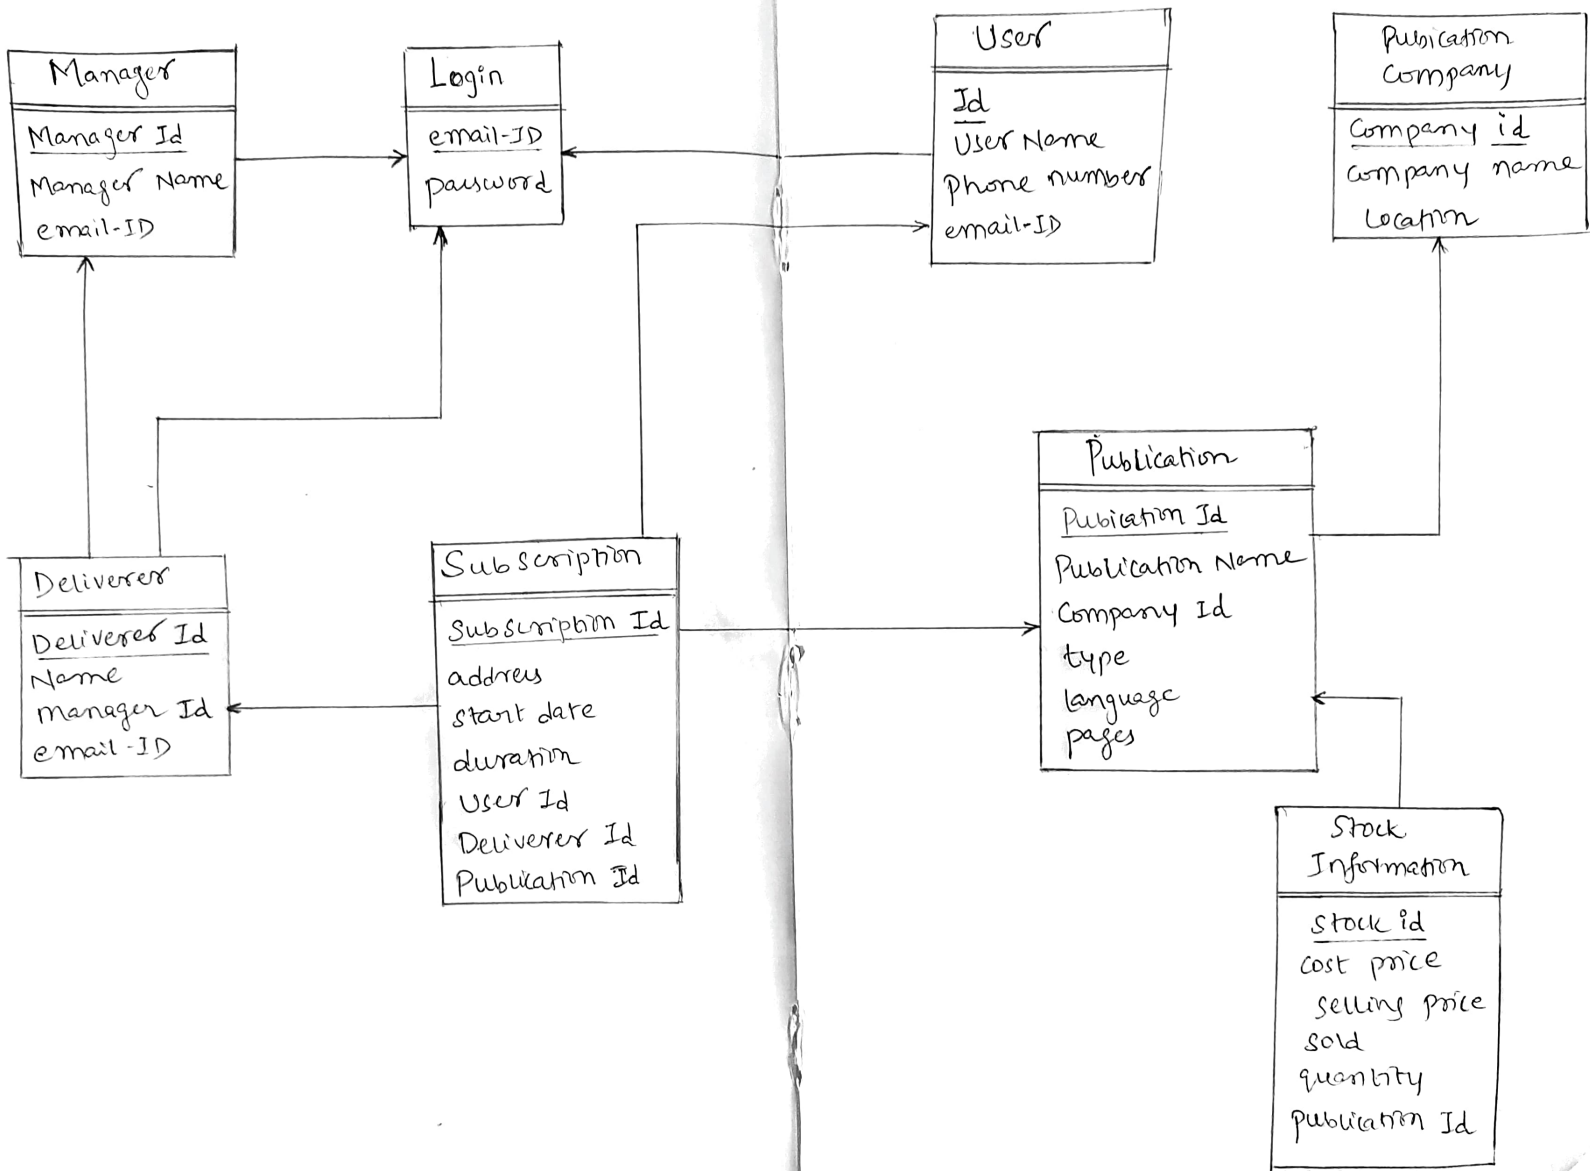 Manager
Manager Id
Manager Name
email-ID
Login
email-ID
password
User
Id
User Name
Phone number
email-ID
Pubication
Company
Company id
Company name
Location
Deliverer
Deliverer Id
Name
Manager Id
email-ID
Subscription
Subscription Id
address
start date
duration
User Id
Deliverer Id
Publication Id
Publication
Pubication Id
Publication Name
Company Id
type
Language
pages
Stock
Information
Stock id
cost price
selling price
sold
quantity
publication Id